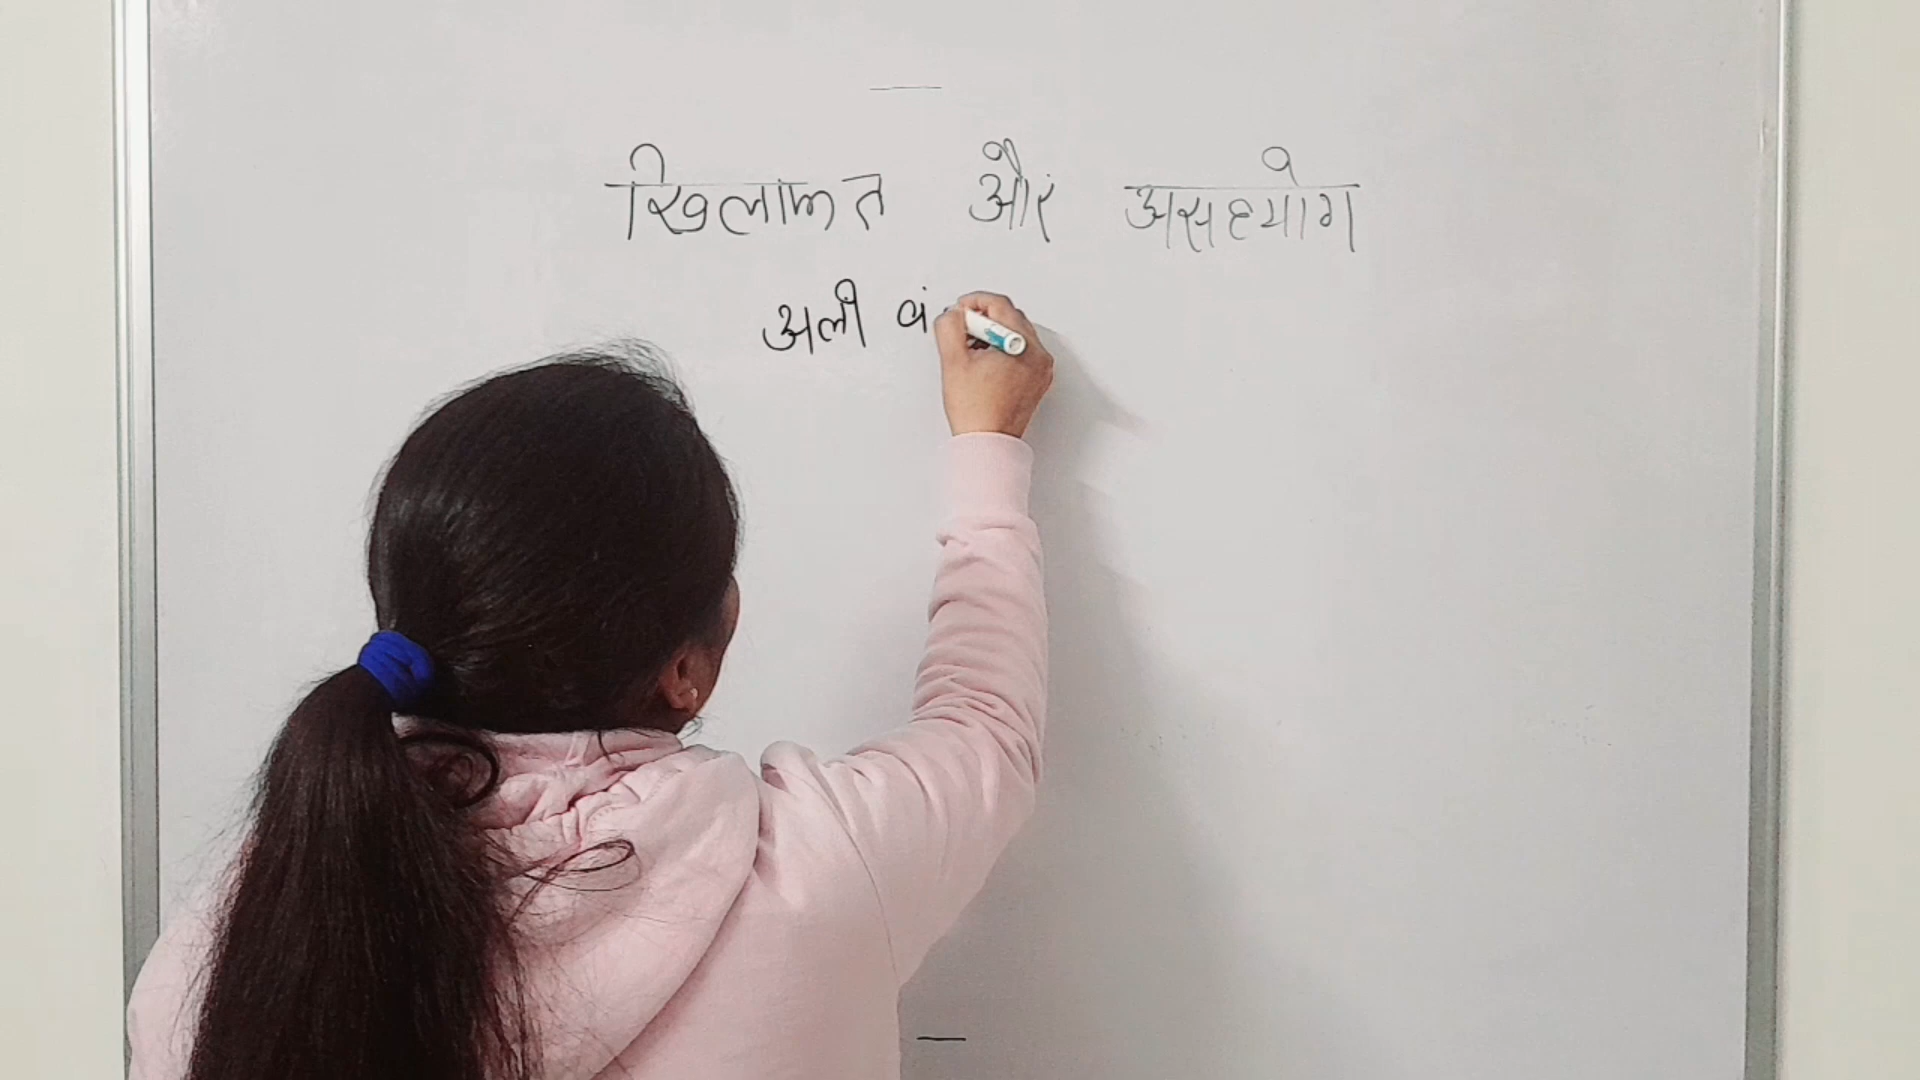 खिलाफत और असहयोग
अली बं